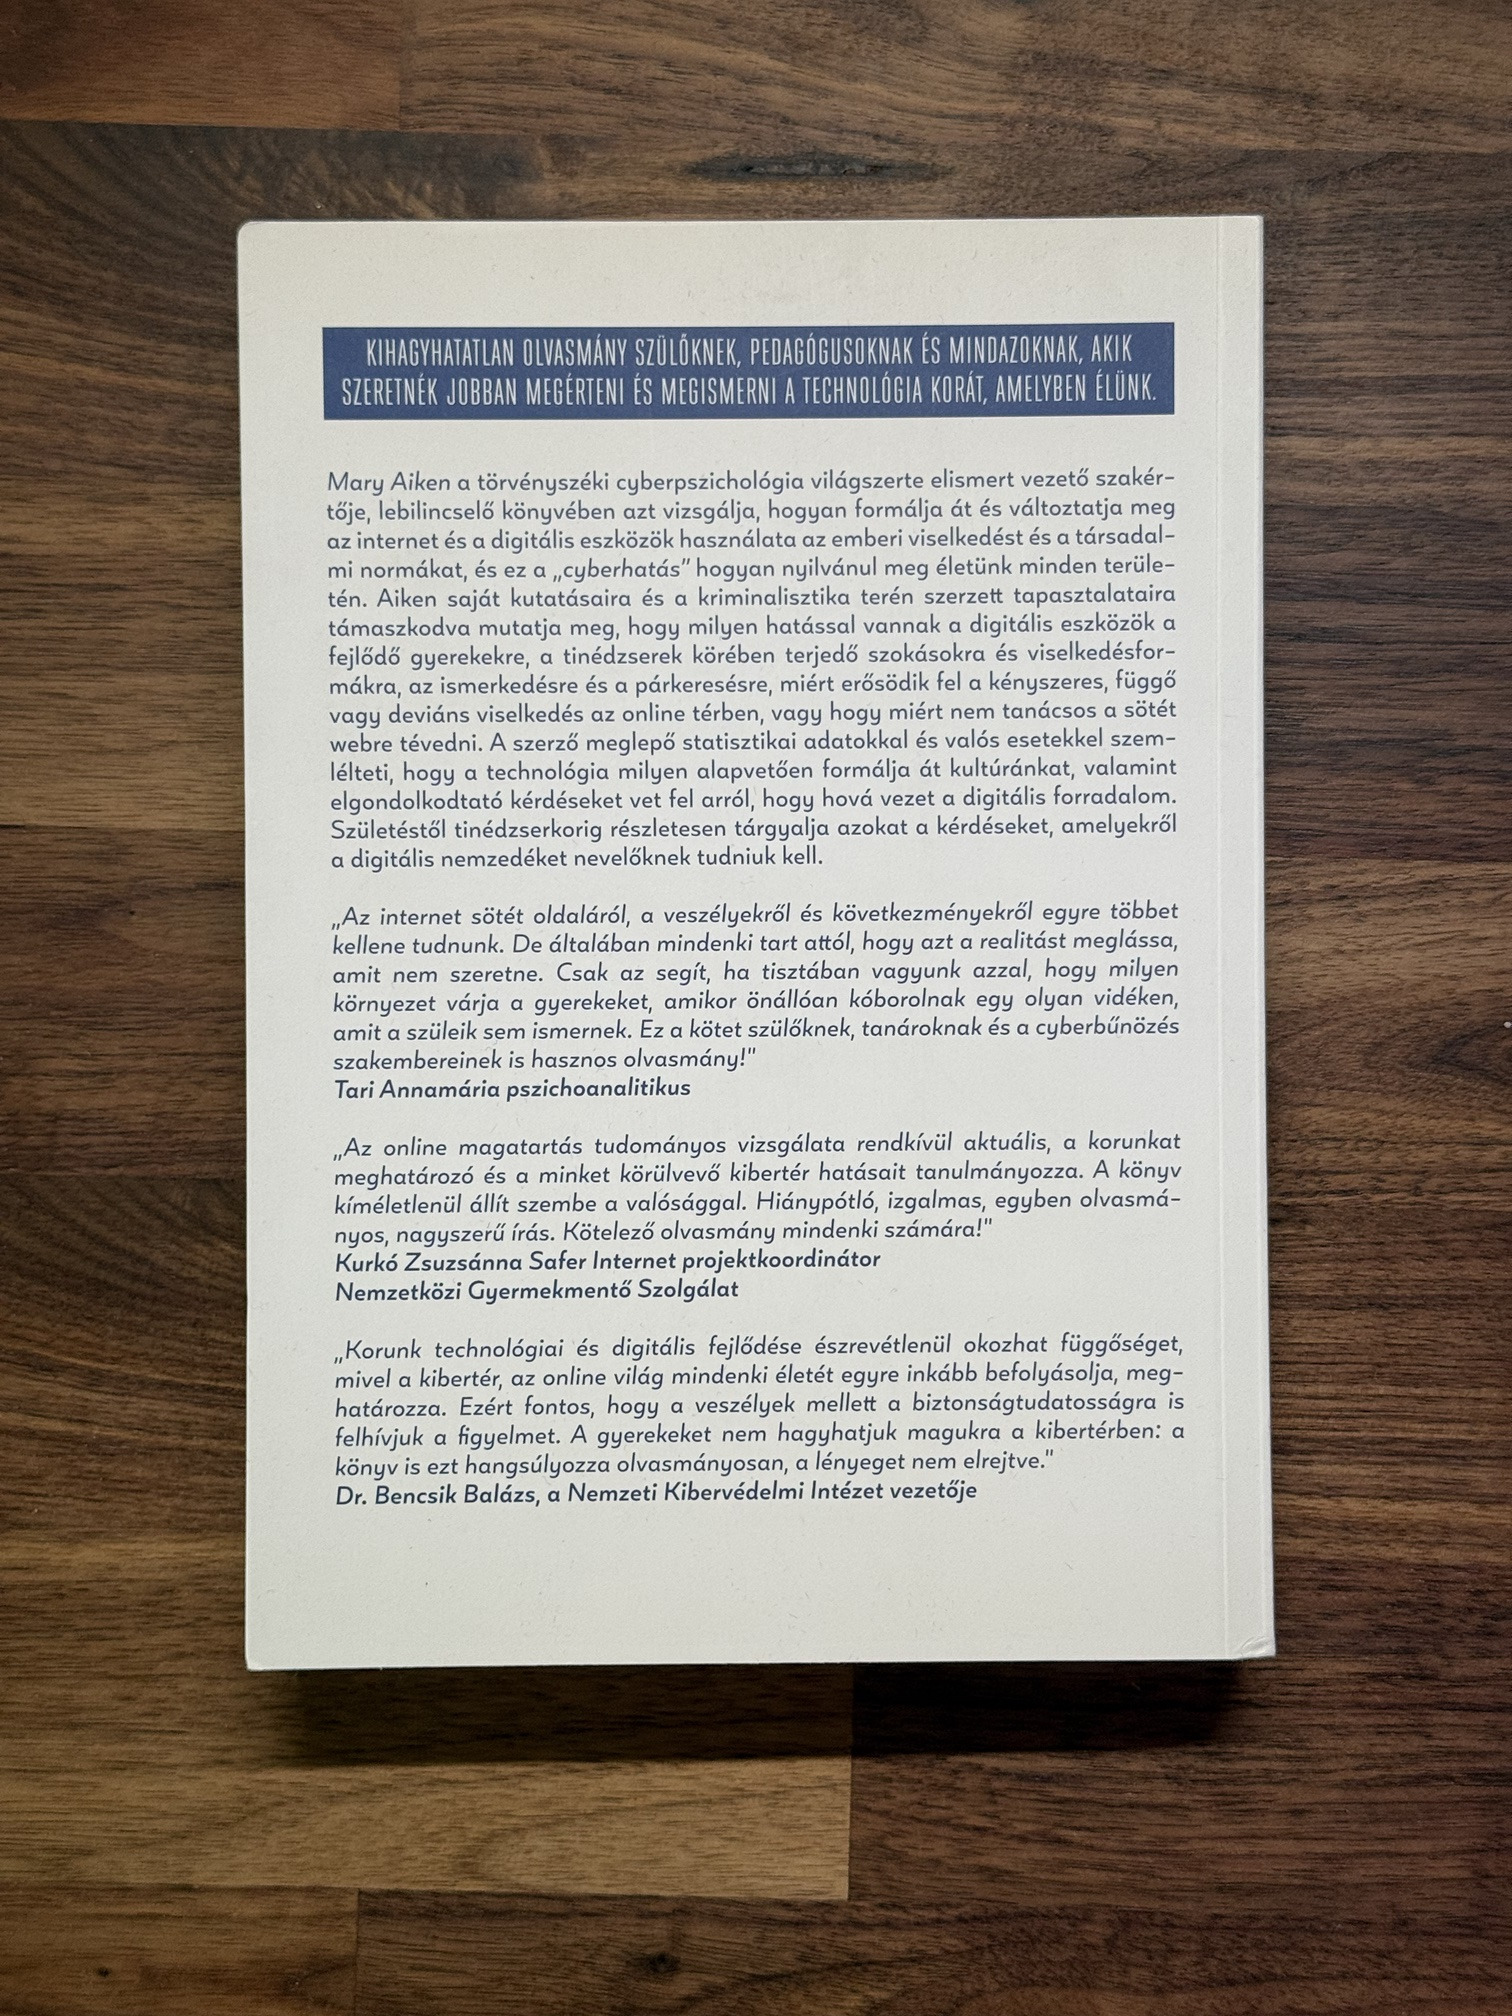 KIHAGYHATATLAN OLVASMÁNY SZÜLŐKNEK, PEDAGÓGUSOKNAK ÉS MINDAZOKNAK, AKIK
SZERETNÉK JOBBAN MEGÉRTENI ÉS MEGISMERNI A TECHNOLÓGIA KORÁT, AMELYBEN ÉLÜNK.
Mary Aiken a törvényszéki cyberpszichológia világszerte elismert vezető szakér-
tője, lebilincselő könyvében azt vizsgálja, hogyan formálja át és változtatja meg
az internet és a digitális eszközök használata az emberi viselkedést és a társadal-
mi normákat, és ez a „cyberhatás” hogyan nyilvánul meg életünk minden terüle-
tén. Aiken saját kutatásaira és a kriminalisztika terén szerzett tapasztalataira
támaszkodva mutatja meg, hogy milyen hatással vannak a digitális eszközök a
fejlődő gyerekekre, a tinédzserek körében terjedő szokásokra és viselkedésfor-
mákra, az ismerkedésre és a párkeresésre, miért erősödik fel a kényszeres, függő
vagy deviáns viselkedés az online térben, vagy hogy miért nem tanácsos a sötét
webre tévedni. A szerző meglepő statisztikai adatokkal és valós esetekkel szem-
lélteti, hogy a technológia milyen alapvetően formálja át kultúránkat, valamint
elgondolkodtató kérdéseket vet fel arról, hogy hová vezet a digitális forradalom.
Születéstől tinédzserkorig részletesen tárgyalja azokat a kérdéseket, amelyekről
a digitális nemzedéket nevelőknek tudniuk kell.
„Az internet sötét oldaláról, a veszélyekről és következményekről egyre többet
kellene tudnunk. De általában mindenki tart attól, hogy azt a realitást meglássa,
amit nem szeretne. Csak az segít, ha tisztában vagyunk azzal, hogy milyen
környezet várja a gyerekeket, amikor önállóan kóborolnak egy olyan vidéken,
amit a szüleik sem ismernek. Ez a kötet szülőknek, tanároknak és a cyberbűnözés
szakembereinek is hasznos olvasmány!"
Tari Annamária pszichoanalitikus
„Az online magatartás tudományos vizsgálata rendkívül aktuális, a korunkat
meghatározó és a minket körülvevő kibertér hatásait tanulmányozza. A könyv
kíméletlenül állít szembe a valósággal. Hiánypótló, izgalmas, egyben olvasmá-
nyos, nagyszerű írás. Kötelező olvasmány mindenki számára!"
Kurkó Zsuzsánna Safer Internet projektkoordinátor
Nemzetközi Gyermekmentő Szolgálat
„Korunk technológiai és digitális fejlődése észrevétlenül okozhat függőséget,
mivel a kibertér, az online világ mindenki életét egyre inkább befolyásolja, meg-
határozza. Ezért fontos, hogy a veszélyek mellett a biztonságtudatosságra is
felhívjuk a figyelmet. A gyerekeket nem hagyhatjuk magukra a kibertérben: a
könyv is ezt hangsúlyozza olvasmányosan, a lényeget nem elrejtve."
Dr. Bencsik Balázs, a Nemzeti Kibervédelmi Intézet vezetője